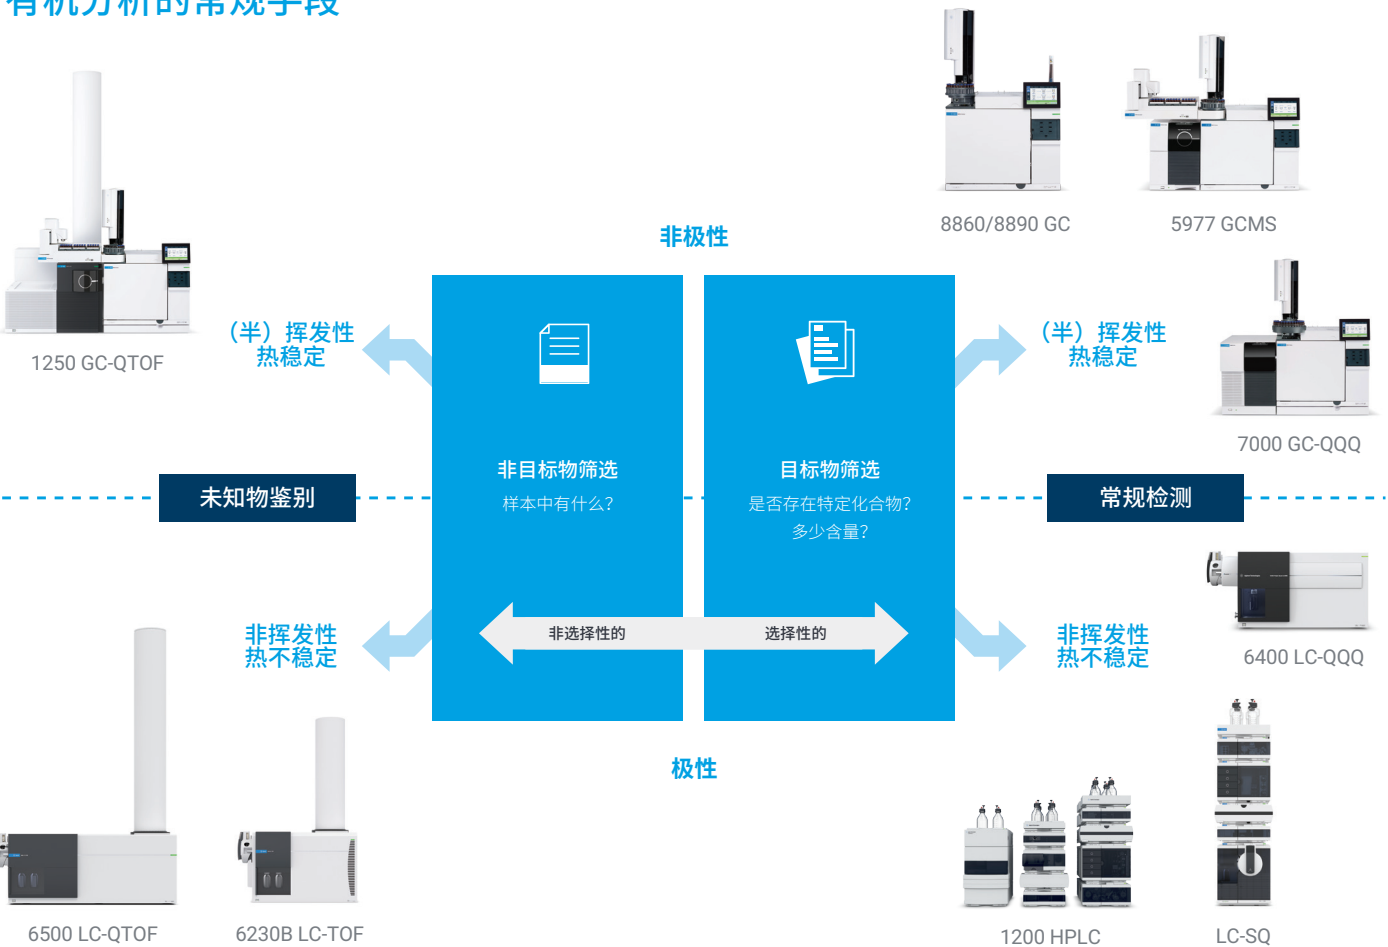 有机分析的常规手段
8860/8890 GC
5977 GCMS
非极性
1250 GC-QTOF
（半）挥发性
热稳定
（半）挥发性
热稳定
7000 GC-QQQ
非目标物筛选
样本中有什么？
目标物筛选
是否存在特定化合物？
多少含量？
未知物鉴别
常规检测
非挥发性
热不稳定
非选择性的
选择性的
非挥发性
热不稳定
6400 LC-QQQ
极性
6500 LC-QTOF
6230B LC-TOF
1200 HPLC
LC-SQ